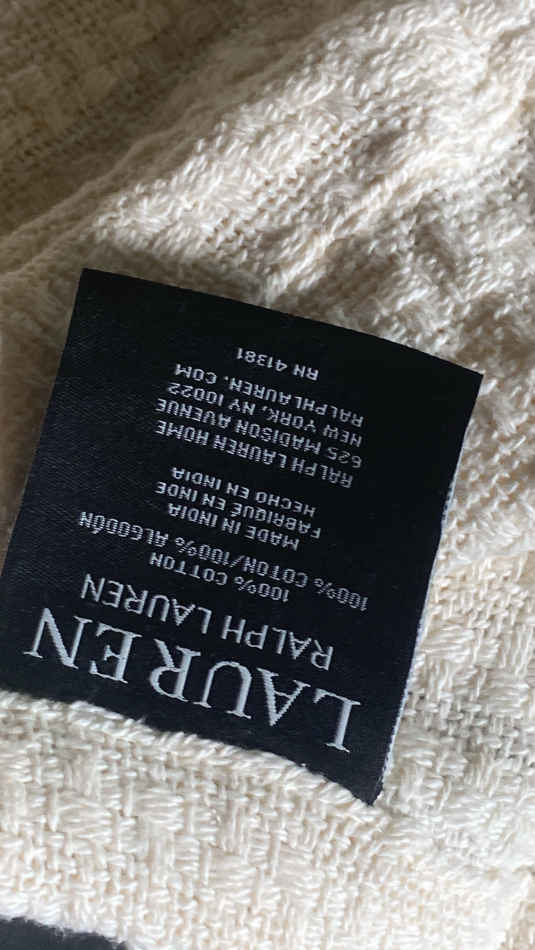 LAUREN
RALPH LAUREN
100% COTTON
100% COTON/100% ALGODÓN
MADE IN INDIA
FABRIQUÉ EN INDE
HECHO EN INDIA
RALPH LAUREN HOME
625 MADISON AVENUE
NEW YORK, NY 10022
RALPHLAUREN.COM
RN 41381